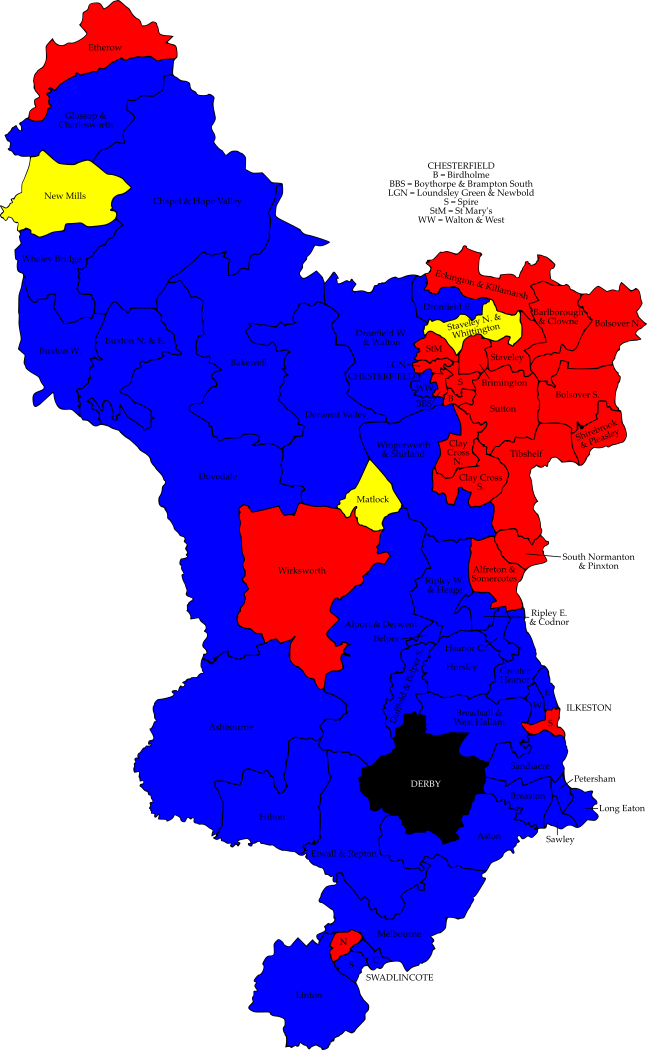 Etherow
Glossop &
Charlesworth
New Mills
Chapel & Hope Valley
CHESTERFIELD
B = Birdholme
BBS = Boythorpe & Brampton South
LGN = Loundsley Green & Newbold
S = Spire
StM = St Mary's
WW = Walton & West
Whaley Bridge
Eckington & Killamarsh
Dronfield E.
Barlborough
& Clowne
Bolsover N.
Staveley N. &
Whittington
Buxton W.
Buxton N. & E.
Bakewell
Dronfield W.
& Walton
StM
Staveley
LGN
CHESTERFIELD
S
Brimington
WW
B
BBS
Sutton
Bolsover S.
Derwent Valley
Shirebrook
& Pleasley
Wingerworth
& Shirland
Clay
Cross
N.
Tibshelf
Dovedale
Clay Cross
S.
Matlock
South Normanton
& Pinxton
Wirksworth
Alfreton &
Somercotes
Ripley W.
& Heage
Ripley E.
& Codnor
Alport & Derwent
Belper
Duffield & Belper S.
Heanor C.
Horsley
Greater
Heanor
E
W
ILKESTON
S
Breadsall &
West Hallam
Ashbourne
Sandiacre
DERBY
Petersham
Breaston
Long Eaton
Hilton
Aston
Sawley
Etwall & Repton
Melbourne
N
S
SWADLINCOTE
Linton